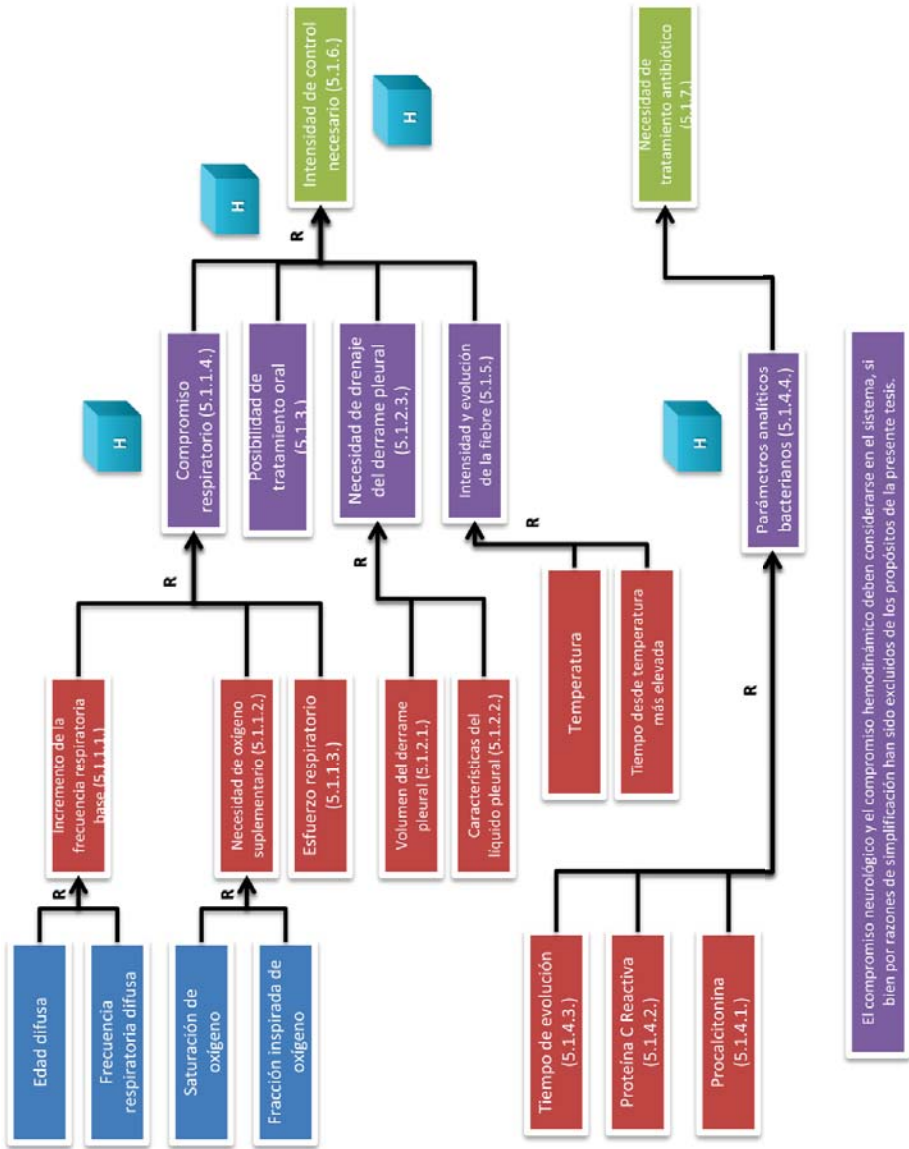 Edad difusa
Frecuencia
respiratoria difusa
Saturación de
oxígeno
Fracción inspirada de
oxígeno
R
R
Incremento de la
frecuencia respiratoria
base (5.1.1.1.)
Necesidad de oxígeno
suplementario (5.1.1.2.)
Esfuerzo respiratorio
(5.1.1.3.)
Volumen del derrame
pleural (5.1.2.1.)
Características del
líquido pleural (5.1.2.2.)
Temperatura
Tiempo desde temperatura
más elevada
R
R
R
H
Compromiso
respiratorio (5.1.1.4.)
Posibilidad de
tratamiento oral
(5.1.3.)
Necesidad de drenaje
del derrame pleural
(5.1.2.3.)
Intensidad y evolución
de la fiebre (5.1.5.)
R
H
Intensidad de control
necesario (5.1.6.)
H
Tiempo de evolución
(5.1.4.3.)
Proteína C Reactiva
(5.1.4.2.)
Procalcitonina
(5.1.4.1.)
R
H
Parámetros analíticos
bacterianos (5.1.4.4.)
Necesidad de
tratamiento antibiótico
(5.1.7.)
El compromiso neurológico y el compromiso hemodinámico deben considerarse en el sistema, si
bien por razones de simplificación han sido excluidos de los propósitos de la presente tesis.